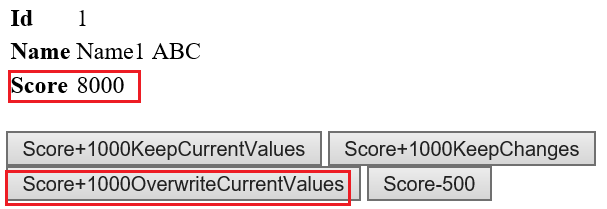 Id 1
Name Name1 ABC
Score 8000
Score+1000KeepCurrentValues Score+1000KeepChanges
Score+1000OverwriteCurrentValues Score-500